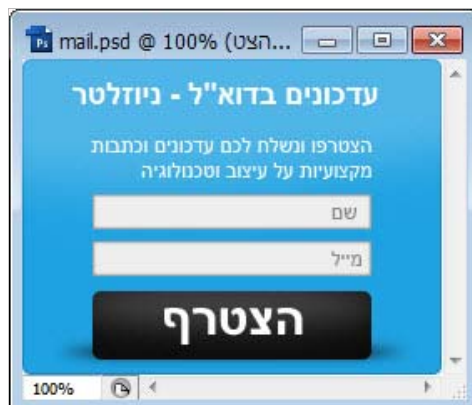 mail.psd @ 100% (הצט...
עדכונים בדוא"ל - ניוזלטר
הצטרפו ונשלח לכם עדכונים וכתבות
מקצועיות על עיצוב וטכנולוגיה
שם
מייל
הצטרף
100%